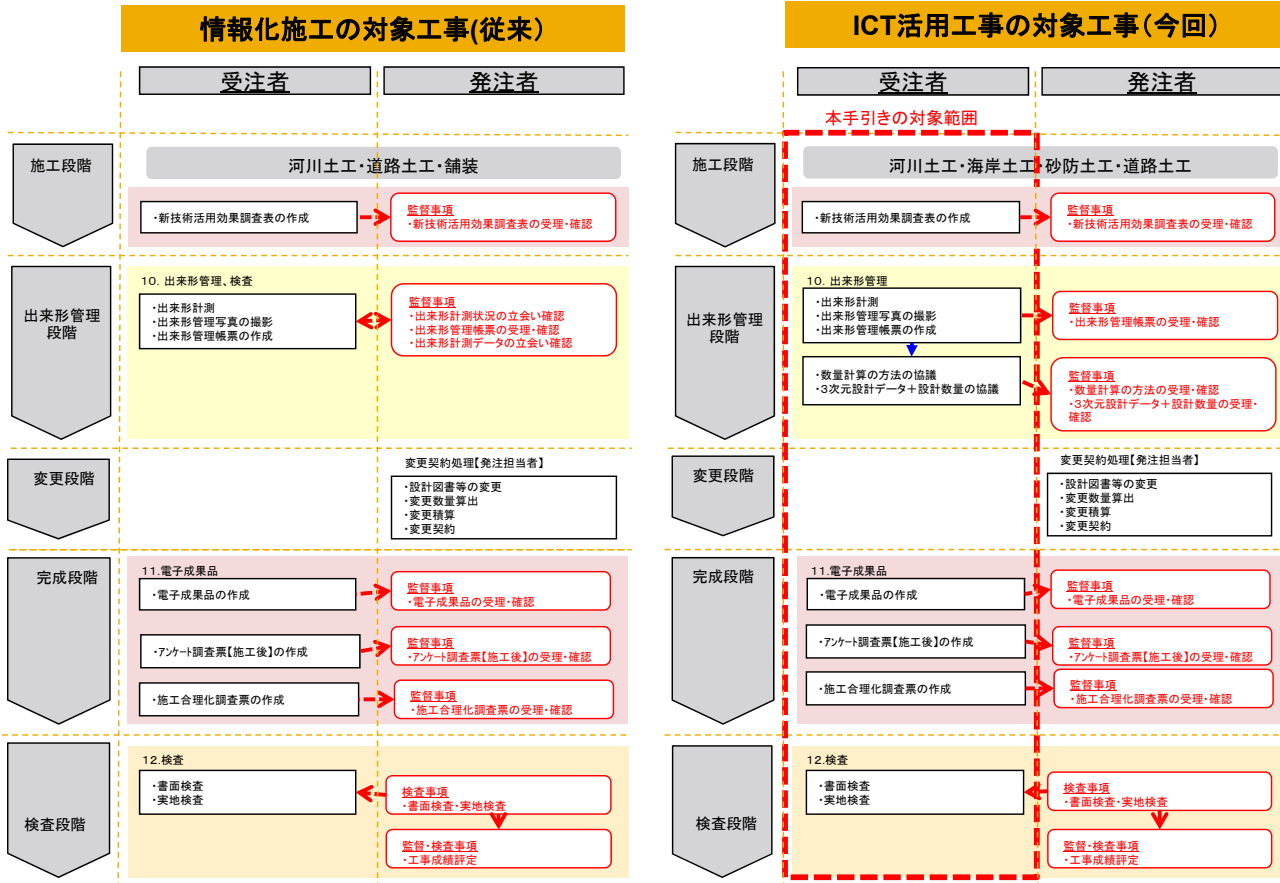 情報化施工の対象工事(従来)
受注者
発注者
施工段階
河川土工・道路土工・舗装
・新技術活用効果調査表の作成
監督事項
・新技術活用効果調査表の受理・確認
出来形管理
段階
10. 出来形管理、検査
・出来形計測
・出来形管理写真の撮影
・出来形管理帳票の作成
監督事項
・出来形計測状況の立会い確認
・出来形管理帳票の受理・確認
・出来形計測データの立会い確認
変更段階
変更契約処理【発注担当者】
・設計図書等の変更
・変更数量算出
・変更積算
・変更契約
完成段階
11.電子成果品
・電子成果品の作成
監督事項
・電子成果品の受理・確認
・アンケート調査票【施工後】の作成
監督事項
・アンケート調査票【施工後】の受理・確認
・施工合理化調査票の作成
監督事項
・施工合理化調査票の受理・確認
検査段階
12.検査
・書面検査
・実地検査
検査事項
・書面検査・実地検査
監督・検査事項
・工事成績評定
ICT活用工事の対象工事(今回)
受注者
発注者
本手引きの対象範囲
施工段階
河川土工・海岸土工・砂防土工・道路土工
・新技術活用効果調査表の作成
監督事項
・新技術活用効果調査表の受理・確認
出来形管理
段階
10. 出来形管理
・出来形計測
・出来形管理写真の撮影
・出来形管理帳票の作成
監督事項
・出来形管理帳票の受理・確認
・数量計算の方法の協議
・3次元設計データ+設計数量の協議
監督事項
・数量計算の方法の受理・確認
・3次元設計データ+設計数量の受理・
確認
変更段階
変更契約処理【発注担当者】
・設計図書等の変更
・変更数量算出
・変更積算
・変更契約
完成段階
11.電子成果品
・電子成果品の作成
監督事項
・電子成果品の受理・確認
・アンケート調査票【施工後】の作成
監督事項
・アンケート調査票【施工後】の受理・確認
・施工合理化調査票の作成
監督事項
・施工合理化調査票の受理・確認
検査段階
12.検査
・書面検査
・実地検査
検査事項
・書面検査・実地検査
監督・検査事項
・工事成績評定